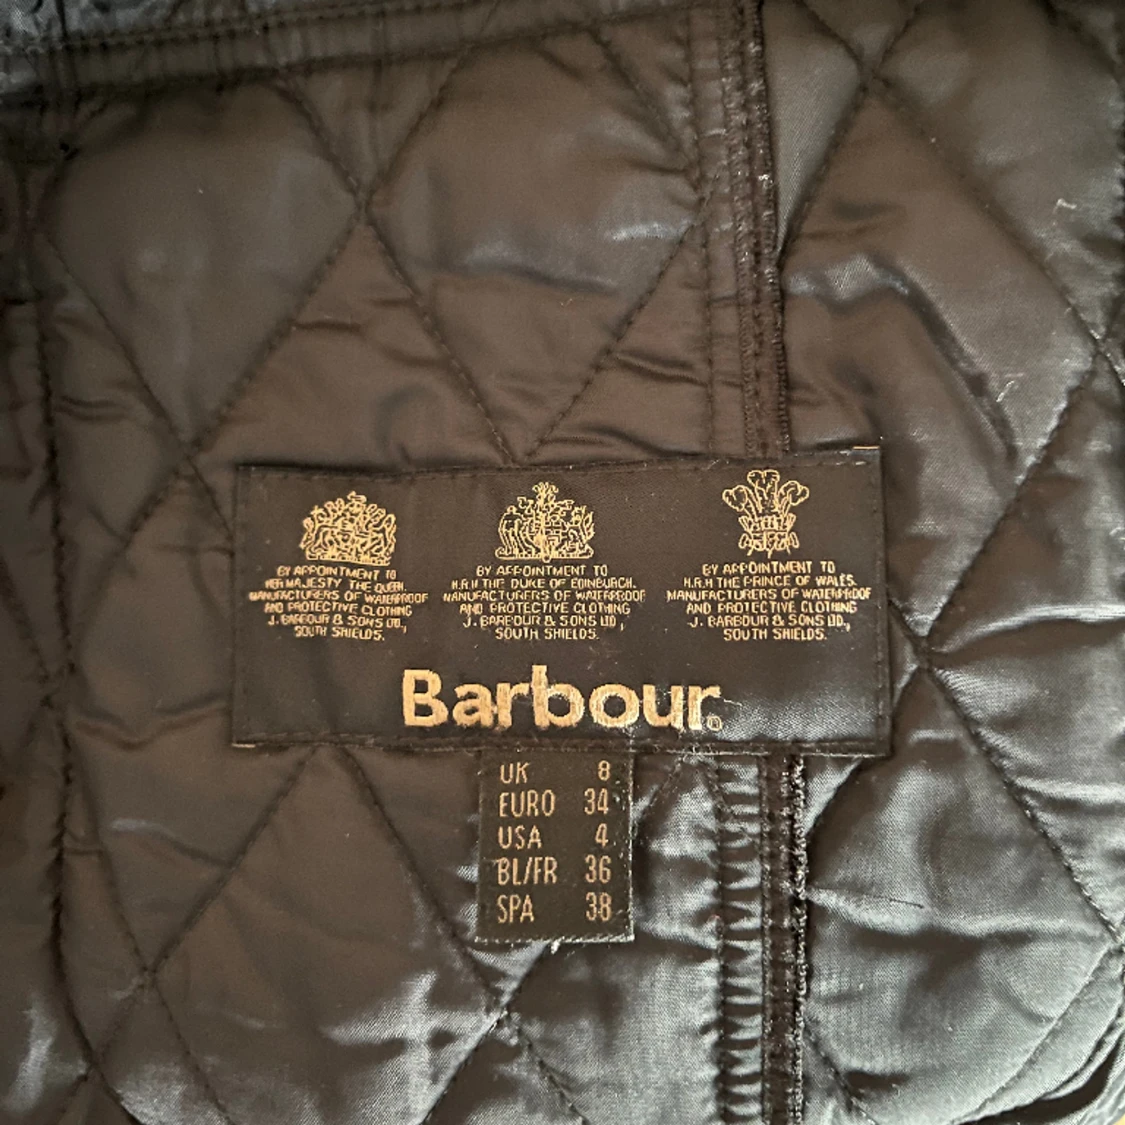 BY APPOINTMENT TO
HER MAJESTY THE QUEEN
MANUFACTURERS OF WATERPROOF
AND PROTECTIVE CLOTHING
J. BARBOUR & SONS LTD.,
SOUTH SHIELDS.
BY APPOINTMENT TO
H.R.H THE DUKE OF EDINBURGH.
MANUFACTURERS OF WATERPROOF
AND PROTECTIVE CLOTHING
J. BARBOUR & SONS LTD,
SOUTH SHIELDS.
BY APPOINTMENT TO
H.R.H THE PRINCE OF WALES.
MANUFACTURERS OF WATERPROOF
AND PROTECTIVE CLOTHING
J. BARBOUR & SONS LTD.,
SOUTH SHIELDS.
Barbour®
UK 8
EURO 34
USA 4
BL/FR 36
SPA 38